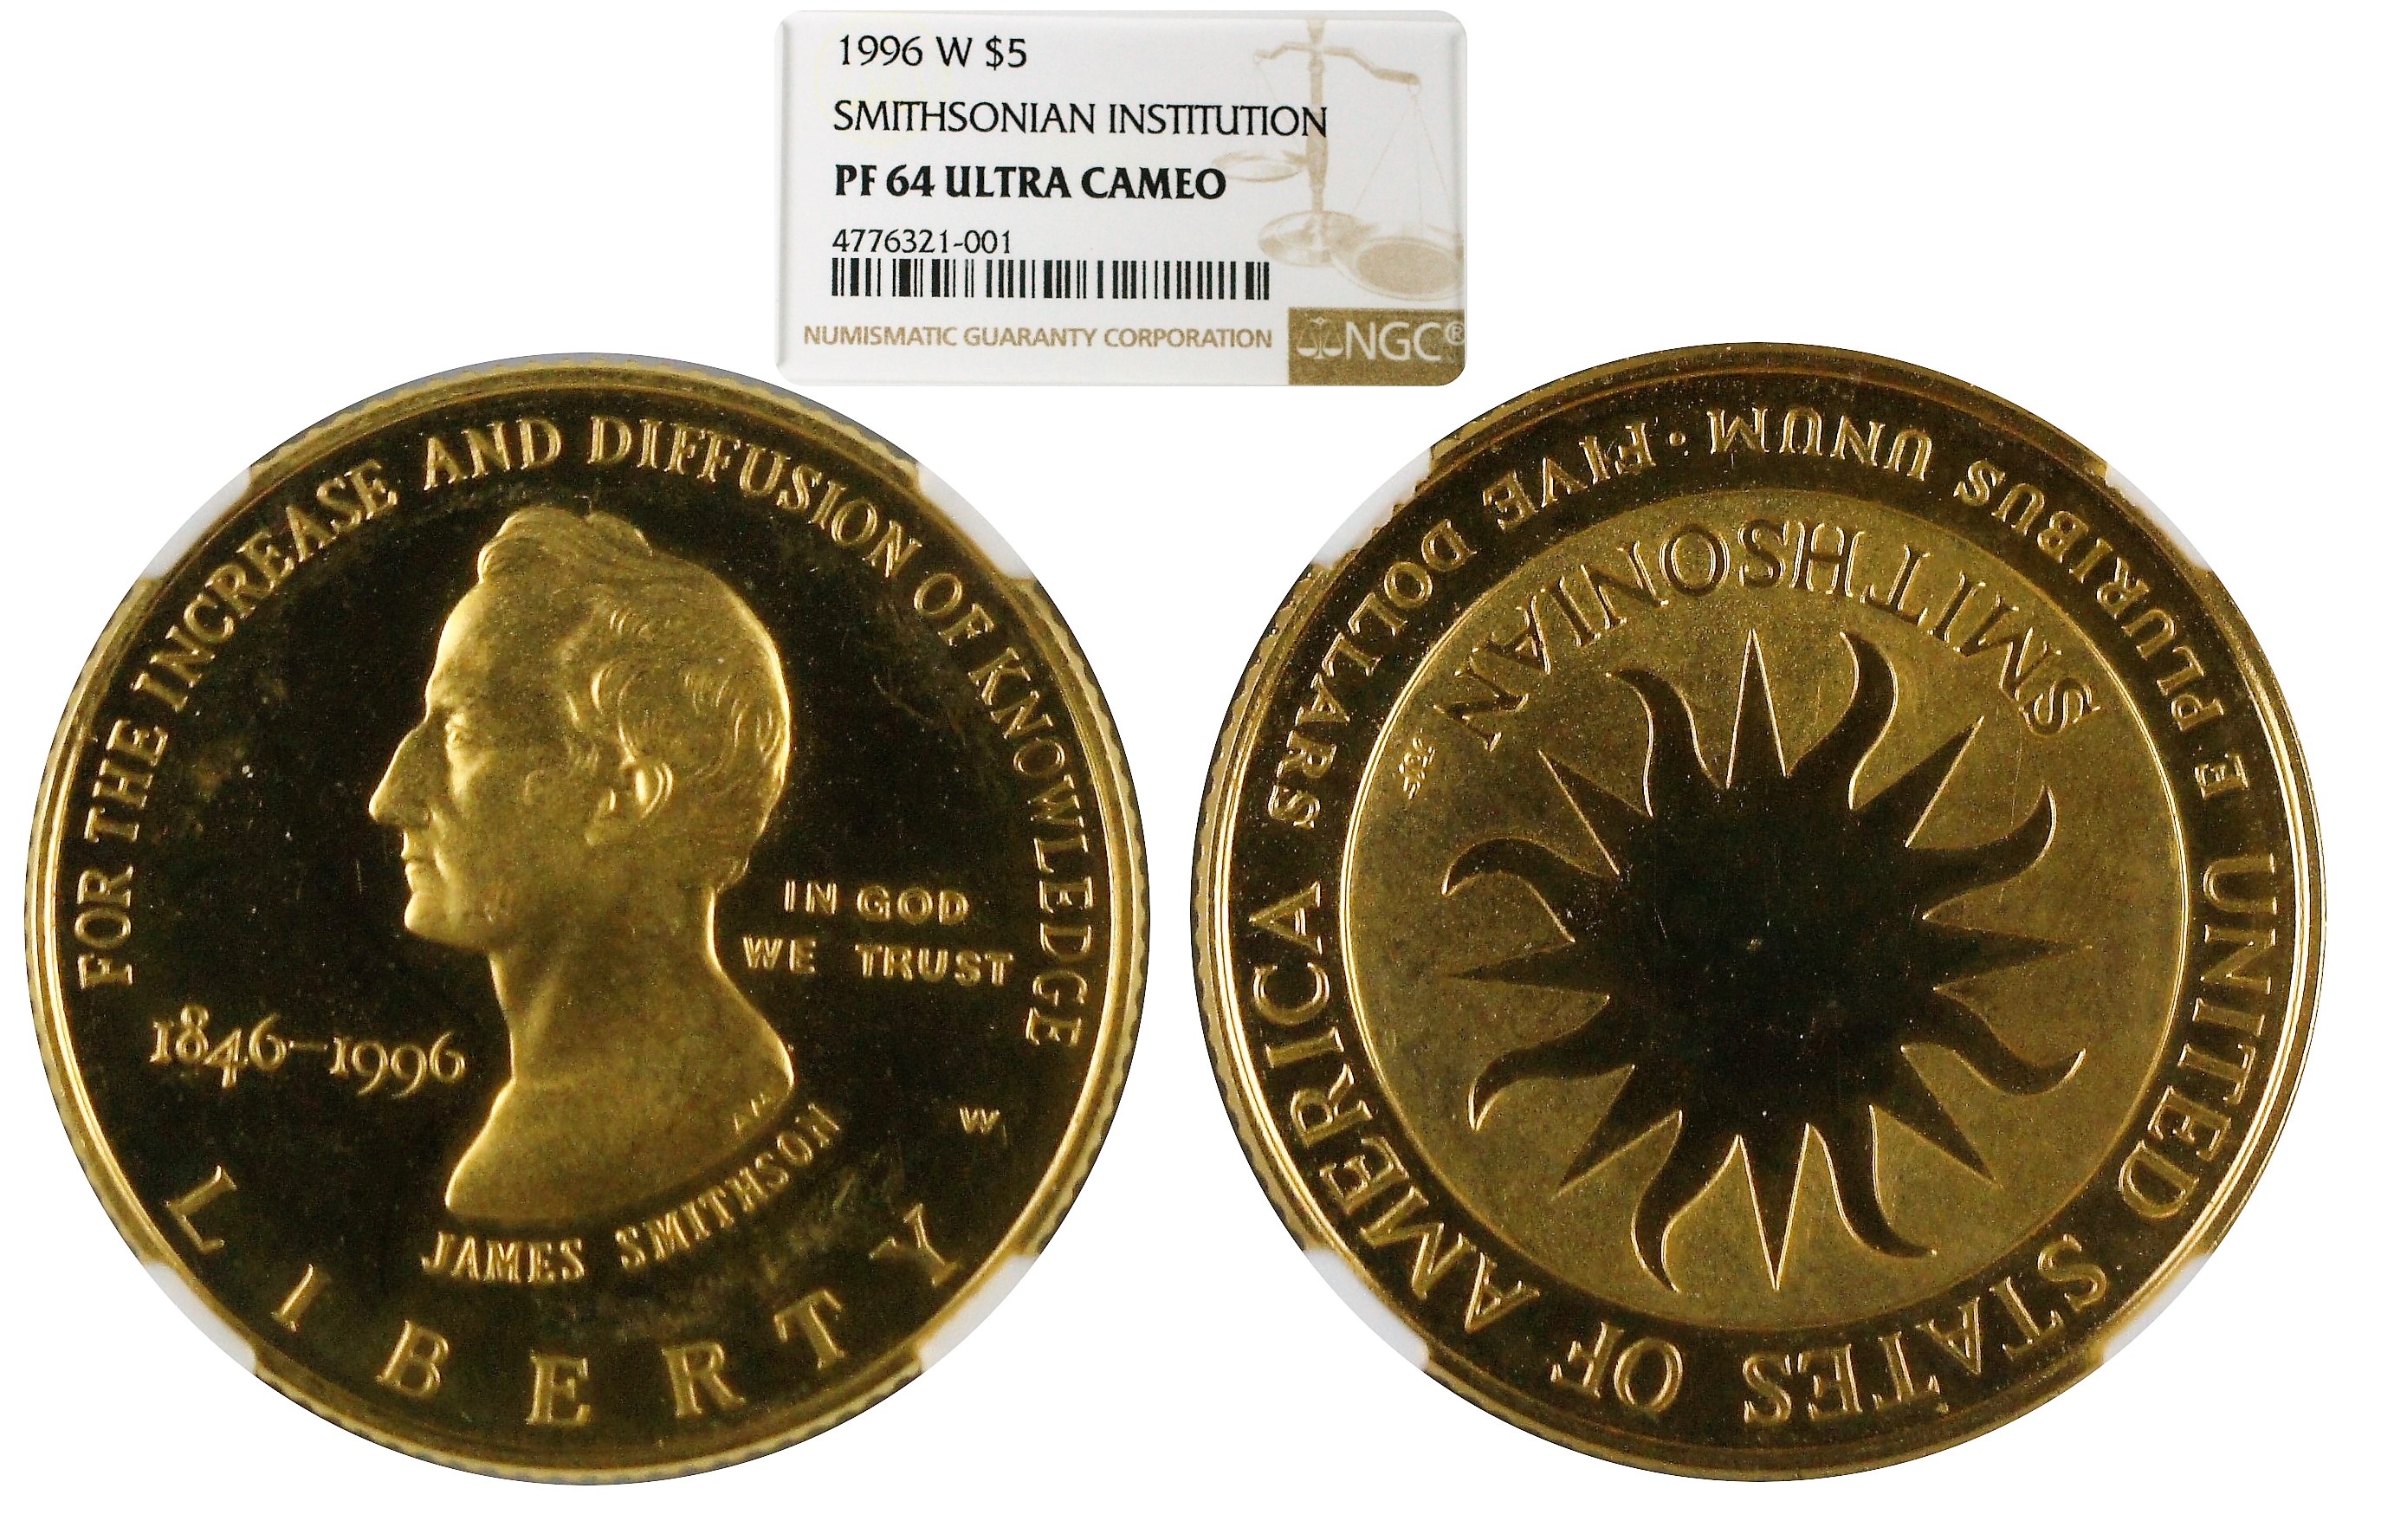 1996 W $5
SMITHSONIAN INSTITUTION
PF 64 ULTRA CAMEO
4776321-001
NUMISMATIC GUARANTY CORPORATION
NGC®
FOR THE INCREASE AND DIFFUSION OF KNOWLEDGE
IN GOD
WE TRUST
1846–1996
W
JAMES SMITHSON
LIBERTY
SMITHSONIAN
UNITED STATES OF AMERICA
FIVE DOLLARS
E PLURIBUS UNUM ·